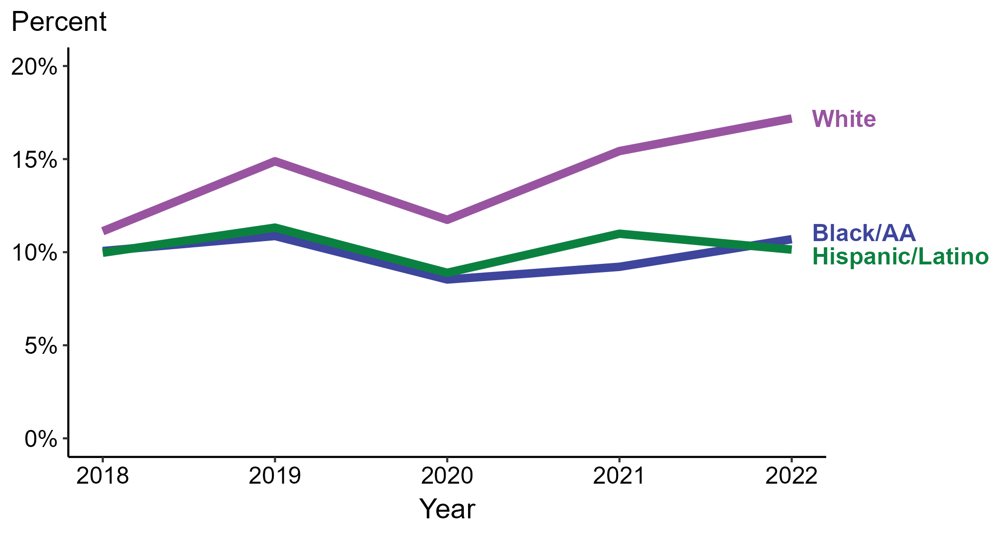 Percent
20%
15%
10%
5%
0%
White
Black/AA
Hispanic/Latino
2018 2019 2020 2021 2022
Year